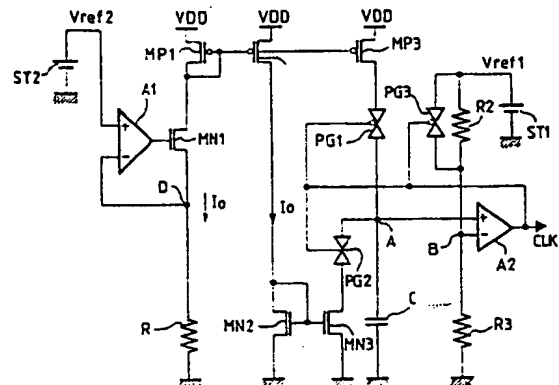 VDD VDD VDD
Vref2
MP1
MP3
ST2
A1
Vref1
PG3
R2
ST1
PG1
MN1
D
Io
Io
A
B
A2
CLK
PG2
R
MN2
MN3
C
R3